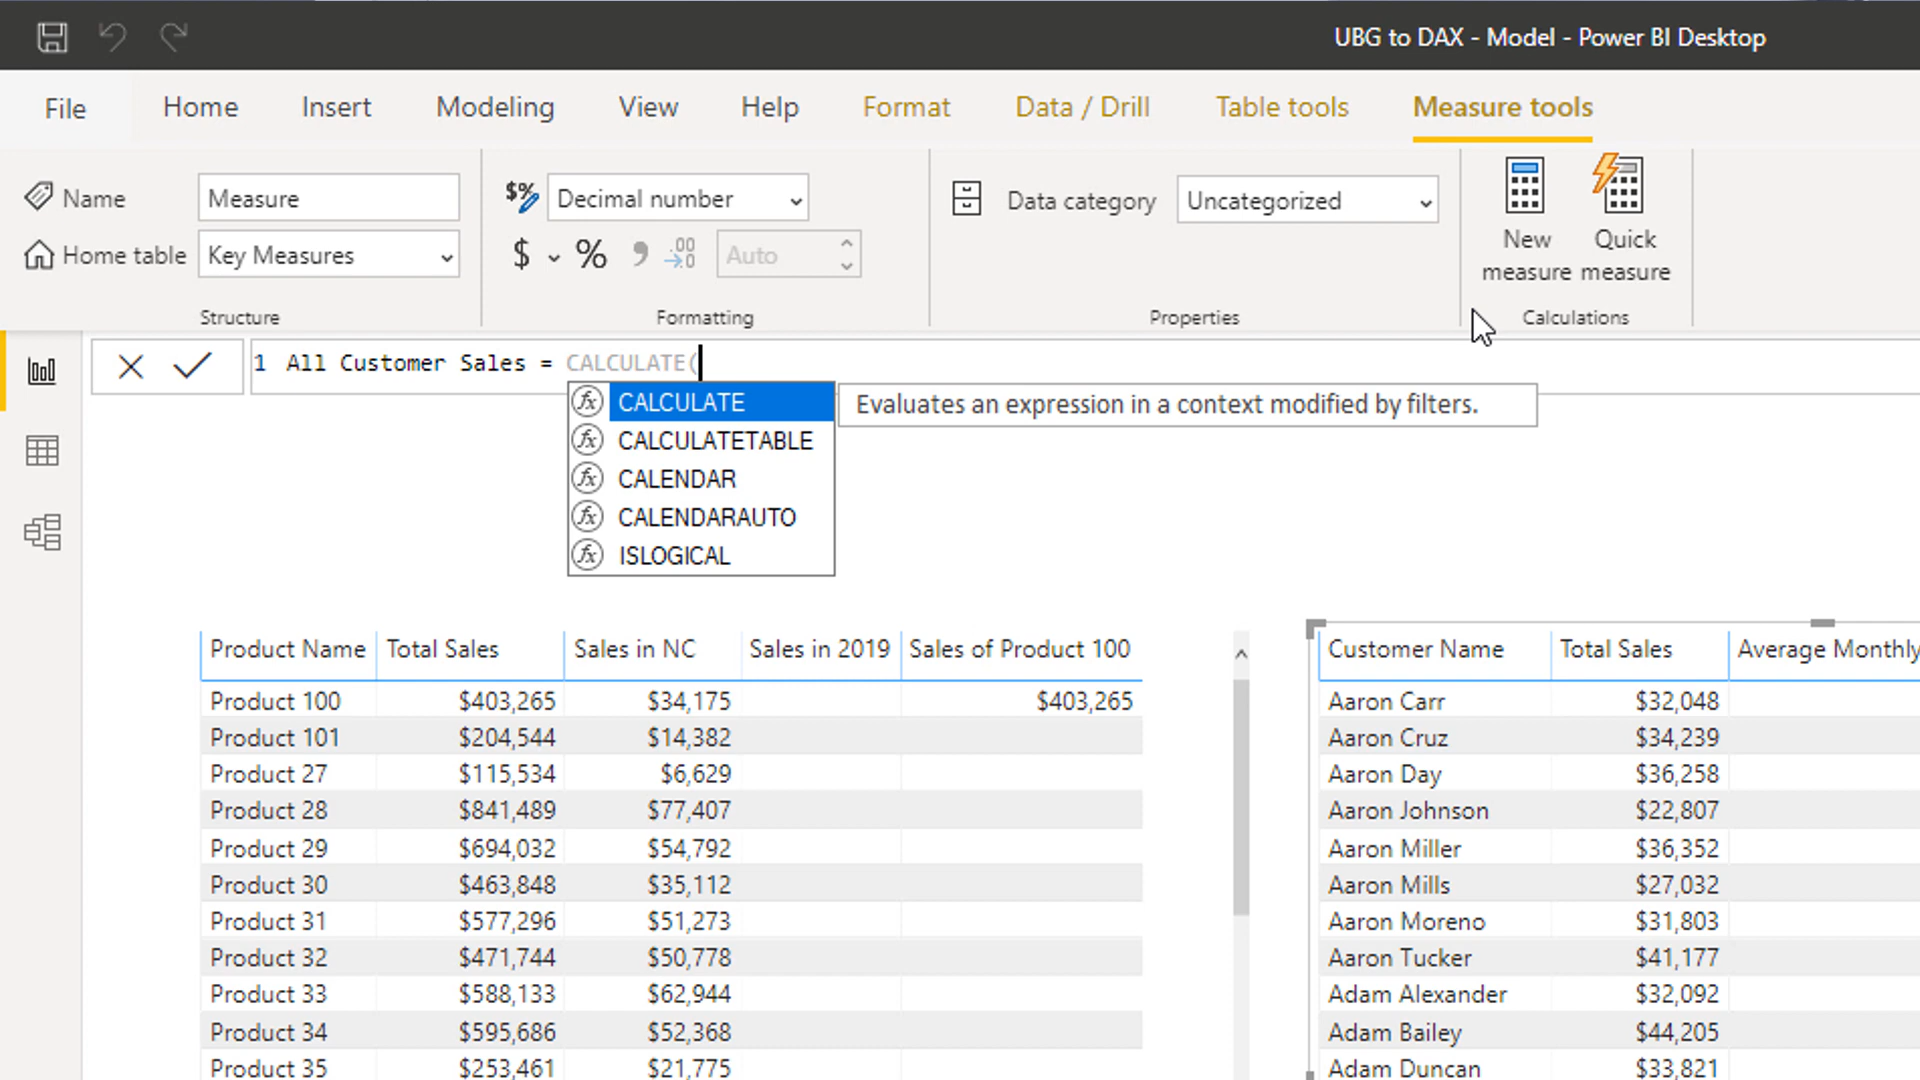 UBG to DAX - Model - Power BI Desktop
File Home Insert Modeling View Help Format Data / Drill Table tools Measure tools
Name Measure
Home table Key Measures
Structure
$% Decimal number
$ % , .00 →.0 Auto
Formatting
Data category Uncategorized
Properties
New measure
Quick measure
Calculations
1 All Customer Sales = CALCULATE(
fx CALCULATE
fx CALCULATETABLE
fx CALENDAR
fx CALENDARAUTO
fx ISLOGICAL
Evaluates an expression in a context modified by filters.
Product Name Total Sales Sales in NC Sales in 2019 Sales of Product 100
Product 100 $403,265 $34,175 $403,265
Product 101 $204,544 $14,382
Product 27 $115,534 $6,629
Product 28 $841,489 $77,407
Product 29 $694,032 $54,792
Product 30 $463,848 $35,112
Product 31 $577,296 $51,273
Product 32 $471,744 $50,778
Product 33 $588,133 $62,944
Product 34 $595,686 $52,368
Product 35 $253,461 $21,775
Customer Name Total Sales Average Monthly
Aaron Carr $32,048
Aaron Cruz $34,239
Aaron Day $36,258
Aaron Johnson $22,807
Aaron Miller $36,352
Aaron Mills $27,032
Aaron Moreno $31,803
Aaron Tucker $41,177
Adam Alexander $32,092
Adam Bailey $44,205
Adam Duncan $33,821